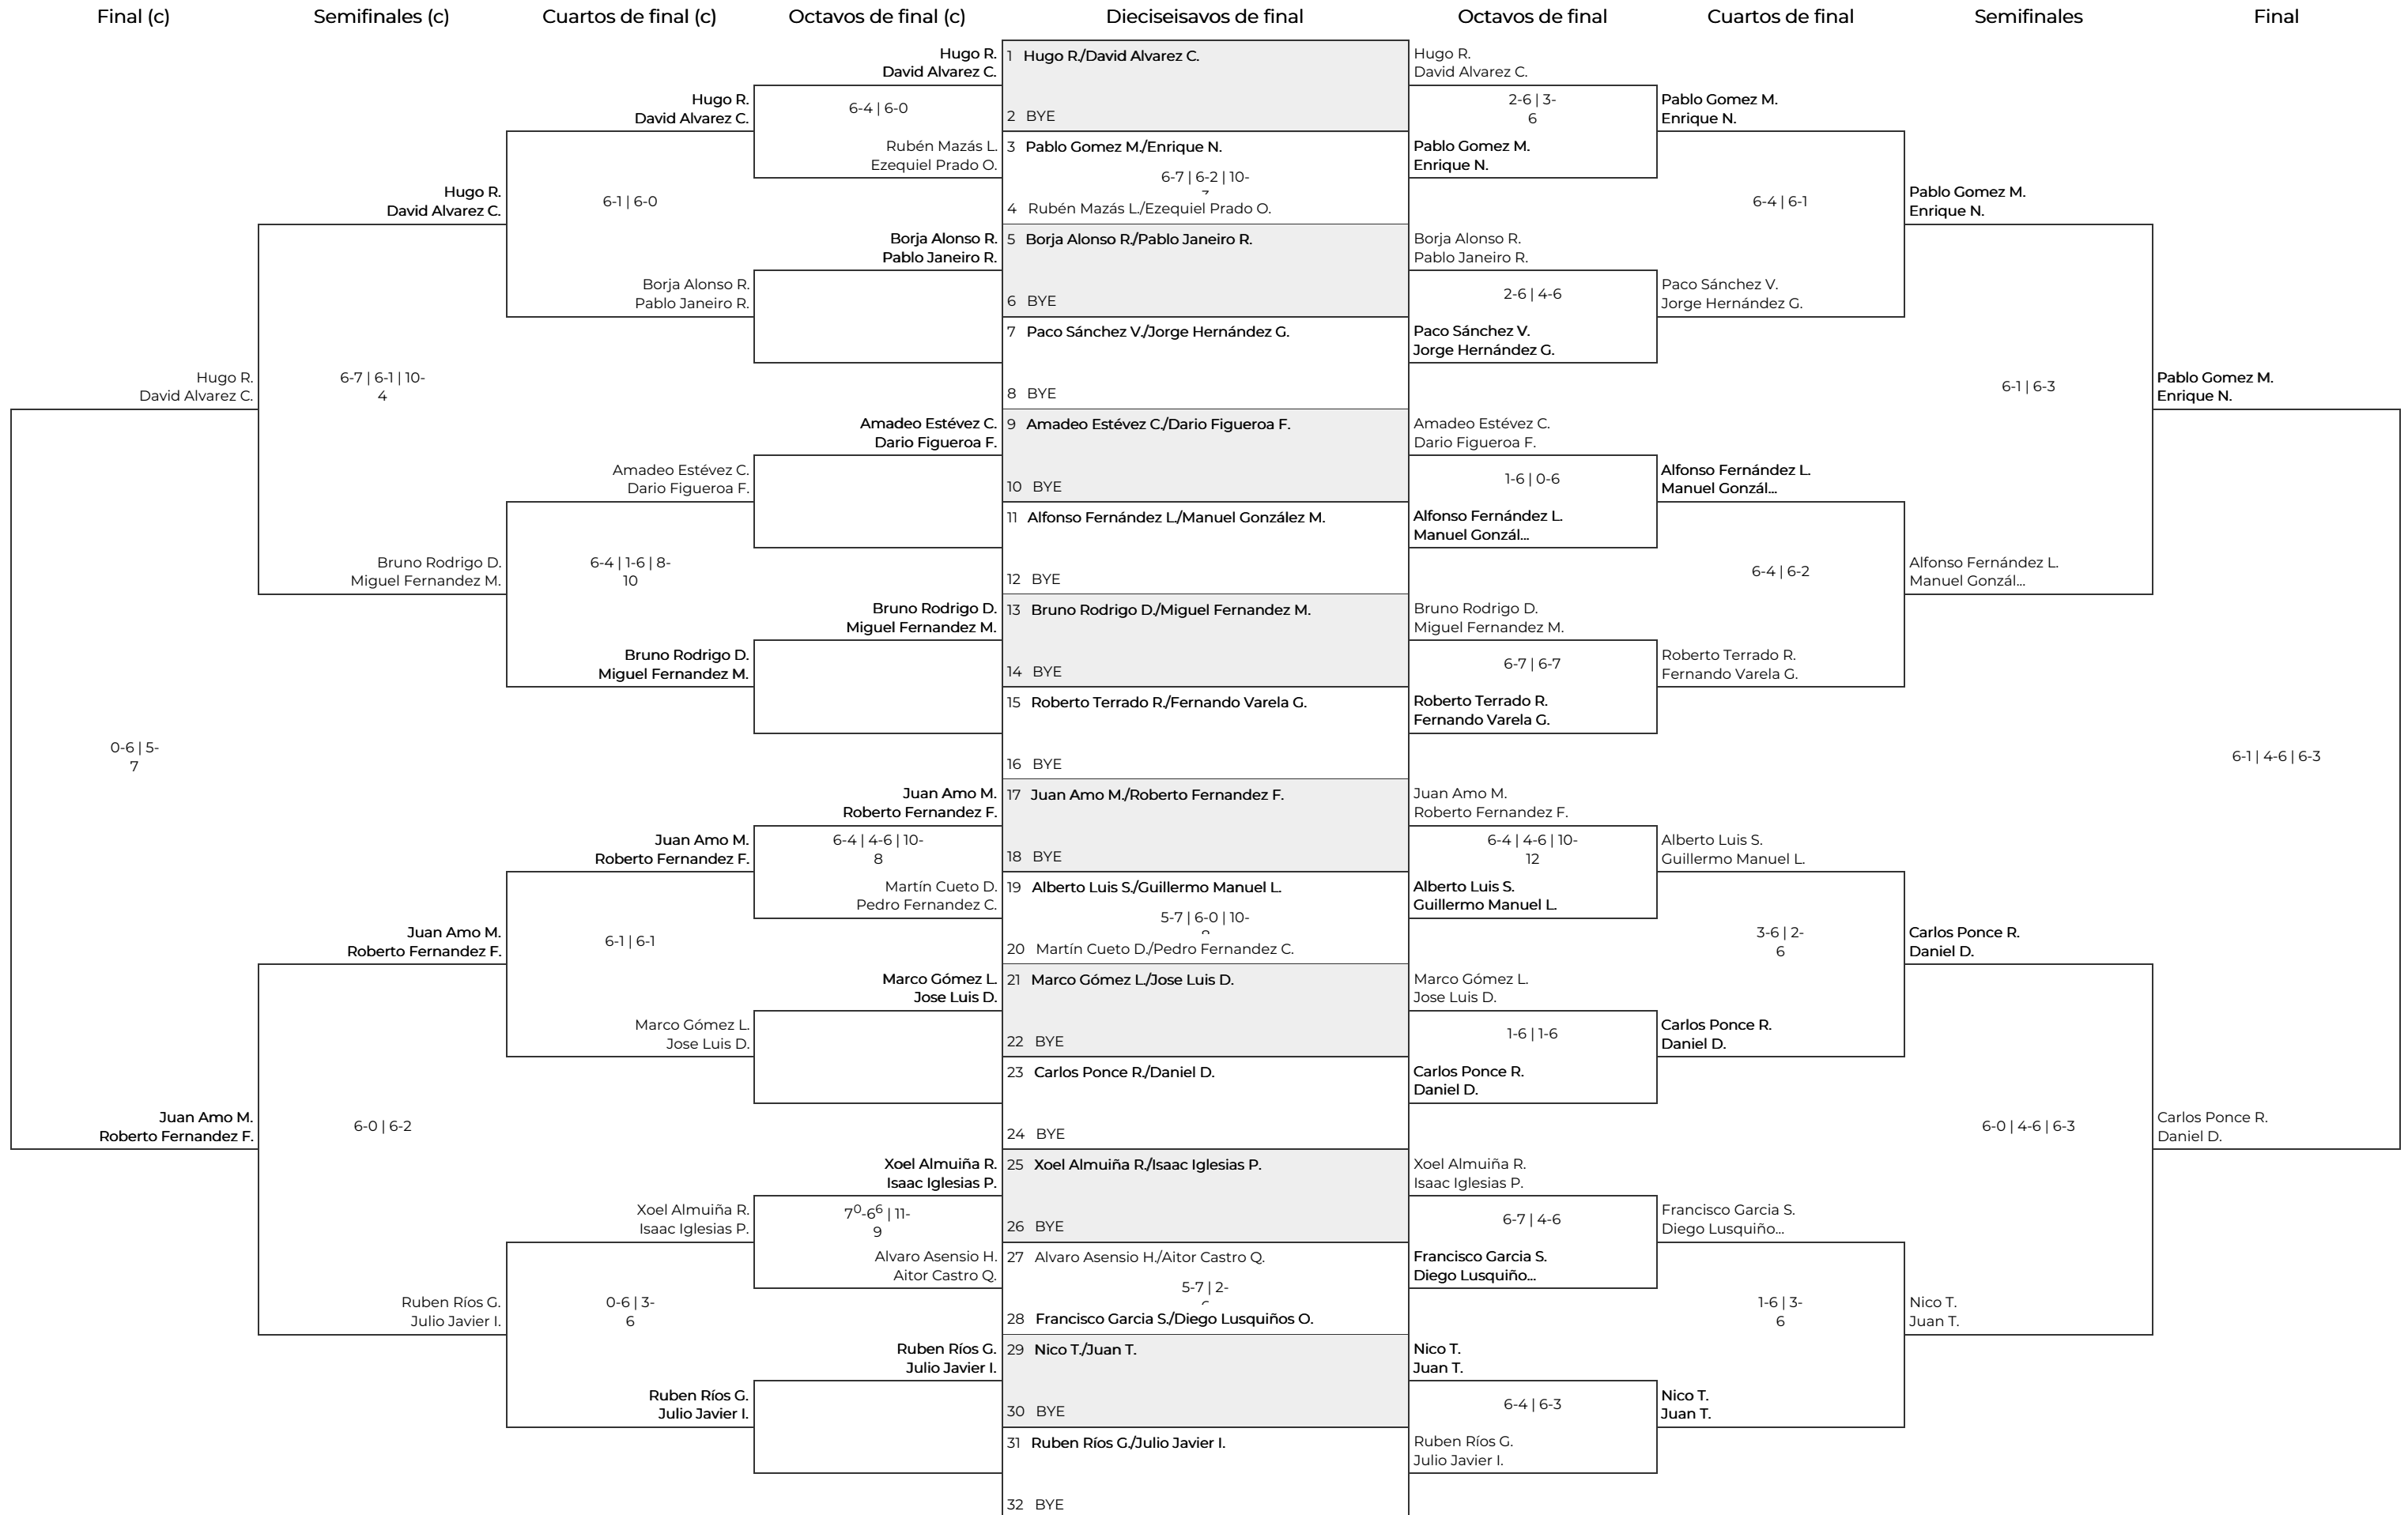 Final (c)
Semifinales (c)
Cuartos de final (c)
Octavos de final (c)
Dieciseisavos de final
Octavos de final
Cuartos de final
Semifinales
Final
Hugo R.
David Alvarez C.
0-6 | 5-
7
Juan Amo M.
Roberto Fernandez F.
Hugo R.
David Alvarez C.
6-7 | 6-1 | 10-
4
Bruno Rodrigo D.
Miguel Fernandez M.
Juan Amo M.
Roberto Fernandez F.
6-0 | 6-2
Ruben Ríos G.
Julio Javier I.
Hugo R.
David Alvarez C.
6-1 | 6-0
Borja Alonso R.
Pablo Janeiro R.
Amadeo Estévez C.
Dario Figueroa F.
6-4 | 1-6 | 8-
10
Bruno Rodrigo D.
Miguel Fernandez M.
Juan Amo M.
Roberto Fernandez F.
6-1 | 6-1
Marco Gómez L.
Jose Luis D.
Xoel Almuiña R.
Isaac Iglesias P.
0-6 | 3-
6
Ruben Ríos G.
Julio Javier I.
Hugo R.
David Alvarez C.
6-4 | 6-0
Rubén Mazás L.
Ezequiel Prado O.
Borja Alonso R.
Pablo Janeiro R.
Amadeo Estévez C.
Dario Figueroa F.
Bruno Rodrigo D.
Miguel Fernandez M.
Juan Amo M.
Roberto Fernandez F.
6-4 | 4-6 | 10-
8
Martín Cueto D.
Pedro Fernandez C.
Marco Gómez L.
Jose Luis D.
Xoel Almuiña R.
Isaac Iglesias P.
7⁰-6⁶ | 11-
9
Alvaro Asensio H.
Aitor Castro Q.
Ruben Ríos G.
Julio Javier I.
1 Hugo R./David Alvarez C.
2 BYE
3 Pablo Gomez M./Enrique N.
6-7 | 6-2 | 10-
4 Rubén Mazás L./Ezequiel Prado O.
5 Borja Alonso R./Pablo Janeiro R.
6 BYE
7 Paco Sánchez V./Jorge Hernández G.
8 BYE
9 Amadeo Estévez C./Dario Figueroa F.
10 BYE
11 Alfonso Fernández L./Manuel González M.
12 BYE
13 Bruno Rodrigo D./Miguel Fernandez M.
14 BYE
15 Roberto Terrado R./Fernando Varela G.
16 BYE
17 Juan Amo M./Roberto Fernandez F.
18 BYE
19 Alberto Luis S./Guillermo Manuel L.
5-7 | 6-0 | 10-
20 Martín Cueto D./Pedro Fernandez C.
21 Marco Gómez L./Jose Luis D.
22 BYE
23 Carlos Ponce R./Daniel D.
24 BYE
25 Xoel Almuiña R./Isaac Iglesias P.
26 BYE
27 Alvaro Asensio H./Aitor Castro Q.
5-7 | 2-
28 Francisco Garcia S./Diego Lusquiños O.
29 Nico T./Juan T.
30 BYE
31 Ruben Ríos G./Julio Javier I.
32 BYE
Hugo R.
David Alvarez C.
2-6 | 3-
6
Pablo Gomez M.
Enrique N.
Borja Alonso R.
Pablo Janeiro R.
2-6 | 4-6
Paco Sánchez V.
Jorge Hernández G.
Amadeo Estévez C.
Dario Figueroa F.
1-6 | 0-6
Alfonso Fernández L.
Manuel Gonzál...
Bruno Rodrigo D.
Miguel Fernandez M.
6-7 | 6-7
Roberto Terrado R.
Fernando Varela G.
Juan Amo M.
Roberto Fernandez F.
6-4 | 4-6 | 10-
12
Alberto Luis S.
Guillermo Manuel L.
Marco Gómez L.
Jose Luis D.
1-6 | 1-6
Carlos Ponce R.
Daniel D.
Xoel Almuiña R.
Isaac Iglesias P.
6-7 | 4-6
Francisco Garcia S.
Diego Lusquiño...
Nico T.
Juan T.
6-4 | 6-3
Ruben Ríos G.
Julio Javier I.
Pablo Gomez M.
Enrique N.
6-4 | 6-1
Paco Sánchez V.
Jorge Hernández G.
Alfonso Fernández L.
Manuel Gonzál...
6-4 | 6-2
Roberto Terrado R.
Fernando Varela G.
Alberto Luis S.
Guillermo Manuel L.
3-6 | 2-
6
Carlos Ponce R.
Daniel D.
Francisco Garcia S.
Diego Lusquiño...
1-6 | 3-
6
Nico T.
Juan T.
Pablo Gomez M.
Enrique N.
6-1 | 6-3
Alfonso Fernández L.
Manuel Gonzál...
Carlos Ponce R.
Daniel D.
6-0 | 4-6 | 6-3
Nico T.
Juan T.
Pablo Gomez M.
Enrique N.
6-1 | 4-6 | 6-3
Carlos Ponce R.
Daniel D.